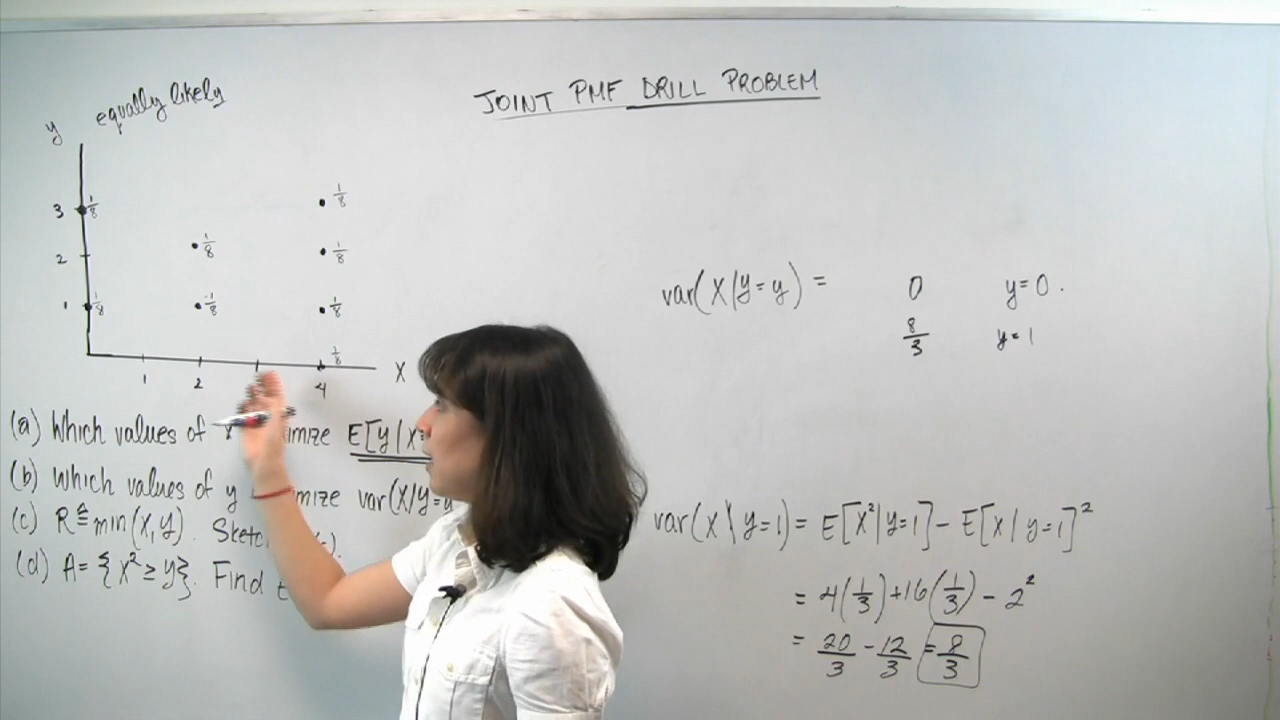 JOINT PMF DRILL PROBLEM
equally likely
y
3
2
1
1/8
1/8
1/8
1/8
1/8
1/8
1/8
1/8
1 2 4 X
(a) Which values of x E[y|x=
(b) Which values of y var(X|y=y
(c) R ≜ min(X,y). (r).
(d) A = {X² ≥ y}. Find
var(X|y=y) = 0 y=0.
8/3 y=1
var(X|y=1) = E[X²|y=1] - E[X|y=1]²
= 4(1/3)+16(1/3) - 2²
= 20/3 - 12/3 = 8/3